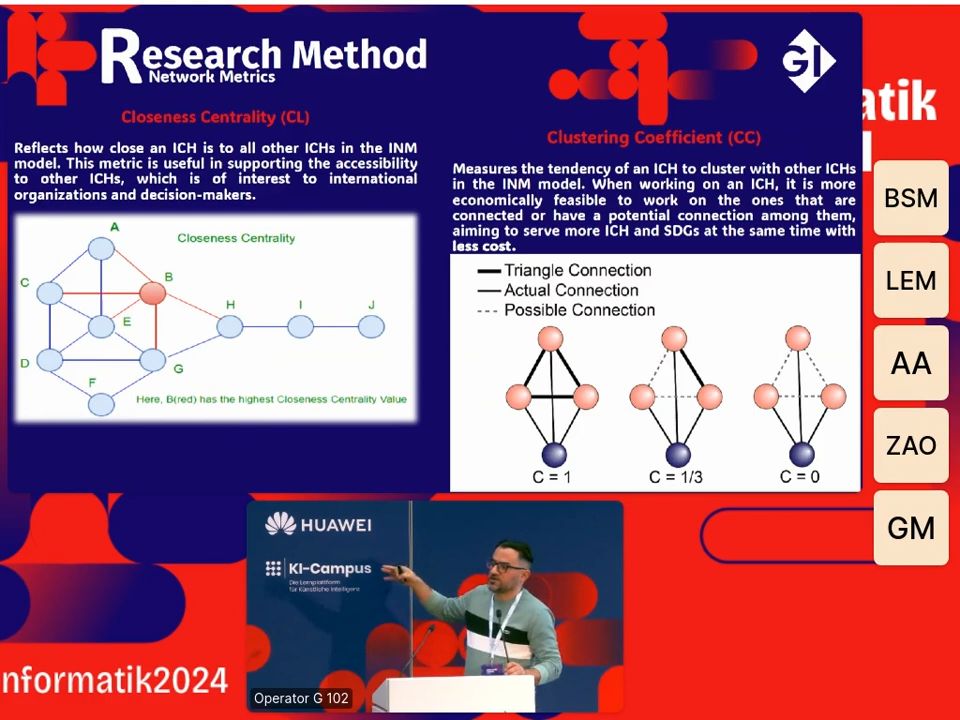 Research Method
Network Metrics
GI
atik
Closeness Centrality (CL)
Reflects how close an ICH is to all other ICHs in the INM
model. This metric is useful in supporting the accessibility
to other ICHs, which is of interest to international
organizations and decision-makers.
Clustering Coefficient (CC)
Measures the tendency of an ICH to cluster with other ICHs
in the INM model. When working on an ICH, it is more
economically feasible to work on the ones that are
connected or have a potential connection among them,
aiming to serve more ICH and SDGs at the same time with
less cost.
A
Closeness Centrality
C
B
H
I
J
E
D
G
F
Here, B(red) has the highest Closeness Centrality Value
Triangle Connection
Actual Connection
Possible Connection
C = 1
C = 1/3
C = 0
BSM
LEM
AA
ZAO
GM
HUAWEI
KI-Campus
Die Lernplattform
für Künstliche Intelligenz
Operator G 102
nformatik2024